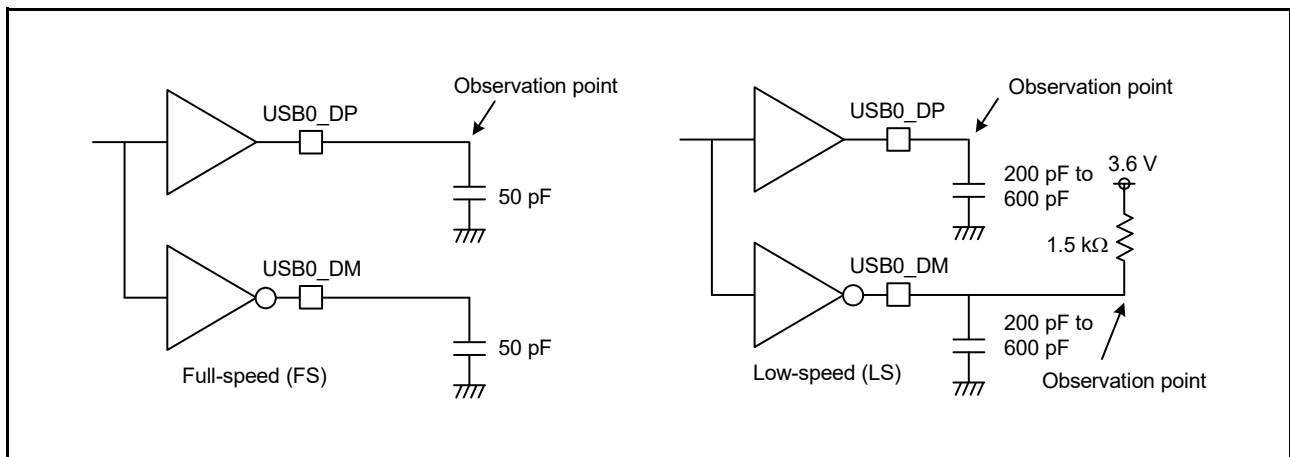 Observation point
USB0_DP
50 pF
USB0_DM
50 pF
Full-speed (FS)
Observation point
USB0_DP
200 pF to
600 pF
3.6 V
1.5 kΩ
USB0_DM
200 pF to
600 pF
Low-speed (LS)
Observation point